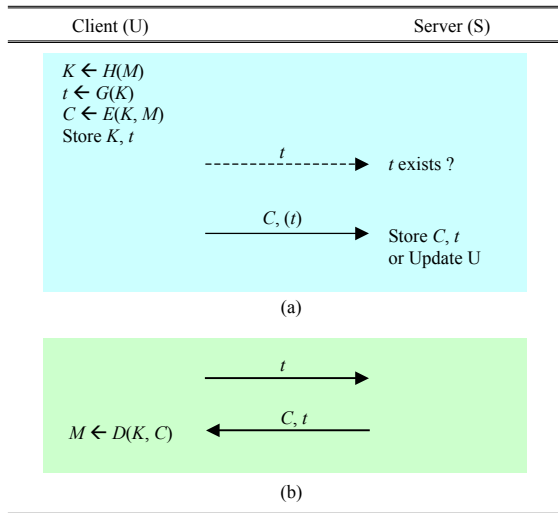 Client (U) Server (S)
K ← H(M)
t ← G(K)
C ← E(K, M)
Store K, t
t
t exists ?
C, (t)
Store C, t
or Update U
(a)
t
C, t
M ← D(K, C)
(b)